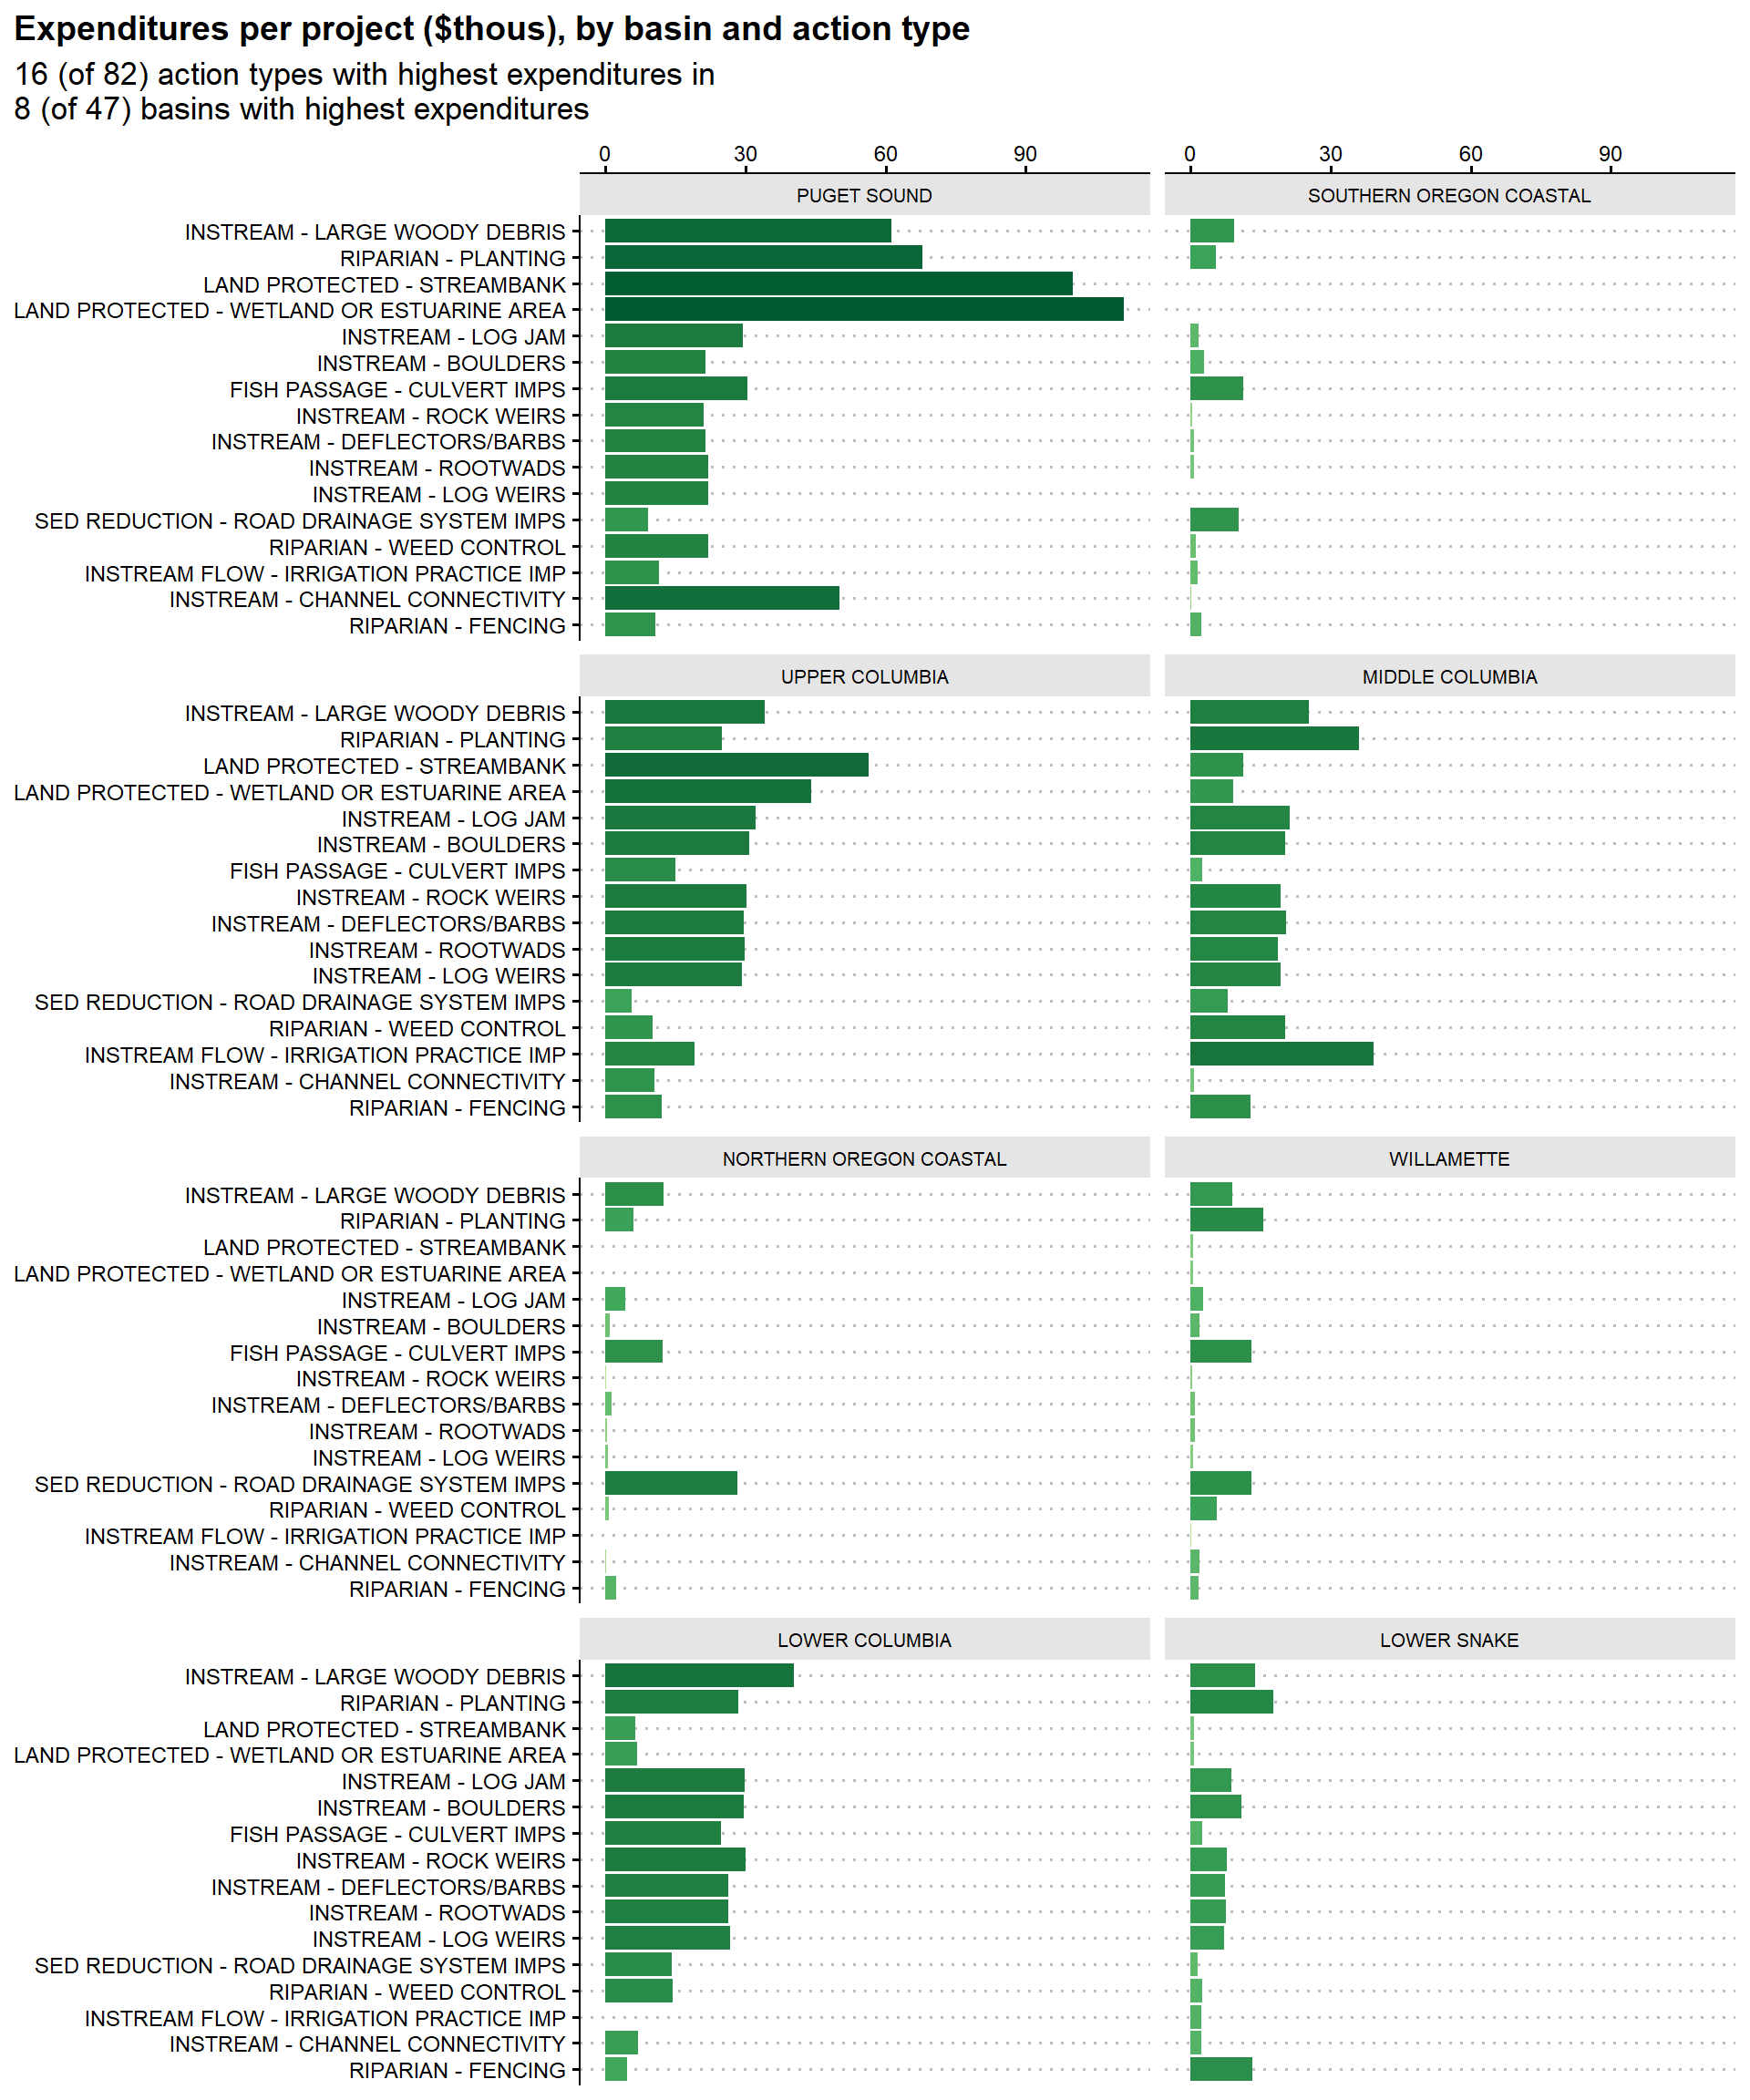 Expenditures per project ($thous), by basin and action type
16 (of 82) action types with highest expenditures in
8 (of 47) basins with highest expenditures
0 30 60 90 0 30 60 90
PUGET SOUND SOUTHERN OREGON COASTAL
INSTREAM - LARGE WOODY DEBRIS
RIPARIAN - PLANTING
LAND PROTECTED - STREAMBANK
LAND PROTECTED - WETLAND OR ESTUARINE AREA
INSTREAM - LOG JAM
INSTREAM - BOULDERS
FISH PASSAGE - CULVERT IMPS
INSTREAM - ROCK WEIRS
INSTREAM - DEFLECTORS/BARBS
INSTREAM - ROOTWADS
INSTREAM - LOG WEIRS
SED REDUCTION - ROAD DRAINAGE SYSTEM IMPS
RIPARIAN - WEED CONTROL
INSTREAM FLOW - IRRIGATION PRACTICE IMP
INSTREAM - CHANNEL CONNECTIVITY
RIPARIAN - FENCING
UPPER COLUMBIA MIDDLE COLUMBIA
INSTREAM - LARGE WOODY DEBRIS
RIPARIAN - PLANTING
LAND PROTECTED - STREAMBANK
LAND PROTECTED - WETLAND OR ESTUARINE AREA
INSTREAM - LOG JAM
INSTREAM - BOULDERS
FISH PASSAGE - CULVERT IMPS
INSTREAM - ROCK WEIRS
INSTREAM - DEFLECTORS/BARBS
INSTREAM - ROOTWADS
INSTREAM - LOG WEIRS
SED REDUCTION - ROAD DRAINAGE SYSTEM IMPS
RIPARIAN - WEED CONTROL
INSTREAM FLOW - IRRIGATION PRACTICE IMP
INSTREAM - CHANNEL CONNECTIVITY
RIPARIAN - FENCING
NORTHERN OREGON COASTAL WILLAMETTE
INSTREAM - LARGE WOODY DEBRIS
RIPARIAN - PLANTING
LAND PROTECTED - STREAMBANK
LAND PROTECTED - WETLAND OR ESTUARINE AREA
INSTREAM - LOG JAM
INSTREAM - BOULDERS
FISH PASSAGE - CULVERT IMPS
INSTREAM - ROCK WEIRS
INSTREAM - DEFLECTORS/BARBS
INSTREAM - ROOTWADS
INSTREAM - LOG WEIRS
SED REDUCTION - ROAD DRAINAGE SYSTEM IMPS
RIPARIAN - WEED CONTROL
INSTREAM FLOW - IRRIGATION PRACTICE IMP
INSTREAM - CHANNEL CONNECTIVITY
RIPARIAN - FENCING
LOWER COLUMBIA LOWER SNAKE
INSTREAM - LARGE WOODY DEBRIS
RIPARIAN - PLANTING
LAND PROTECTED - STREAMBANK
LAND PROTECTED - WETLAND OR ESTUARINE AREA
INSTREAM - LOG JAM
INSTREAM - BOULDERS
FISH PASSAGE - CULVERT IMPS
INSTREAM - ROCK WEIRS
INSTREAM - DEFLECTORS/BARBS
INSTREAM - ROOTWADS
INSTREAM - LOG WEIRS
SED REDUCTION - ROAD DRAINAGE SYSTEM IMPS
RIPARIAN - WEED CONTROL
INSTREAM FLOW - IRRIGATION PRACTICE IMP
INSTREAM - CHANNEL CONNECTIVITY
RIPARIAN - FENCING